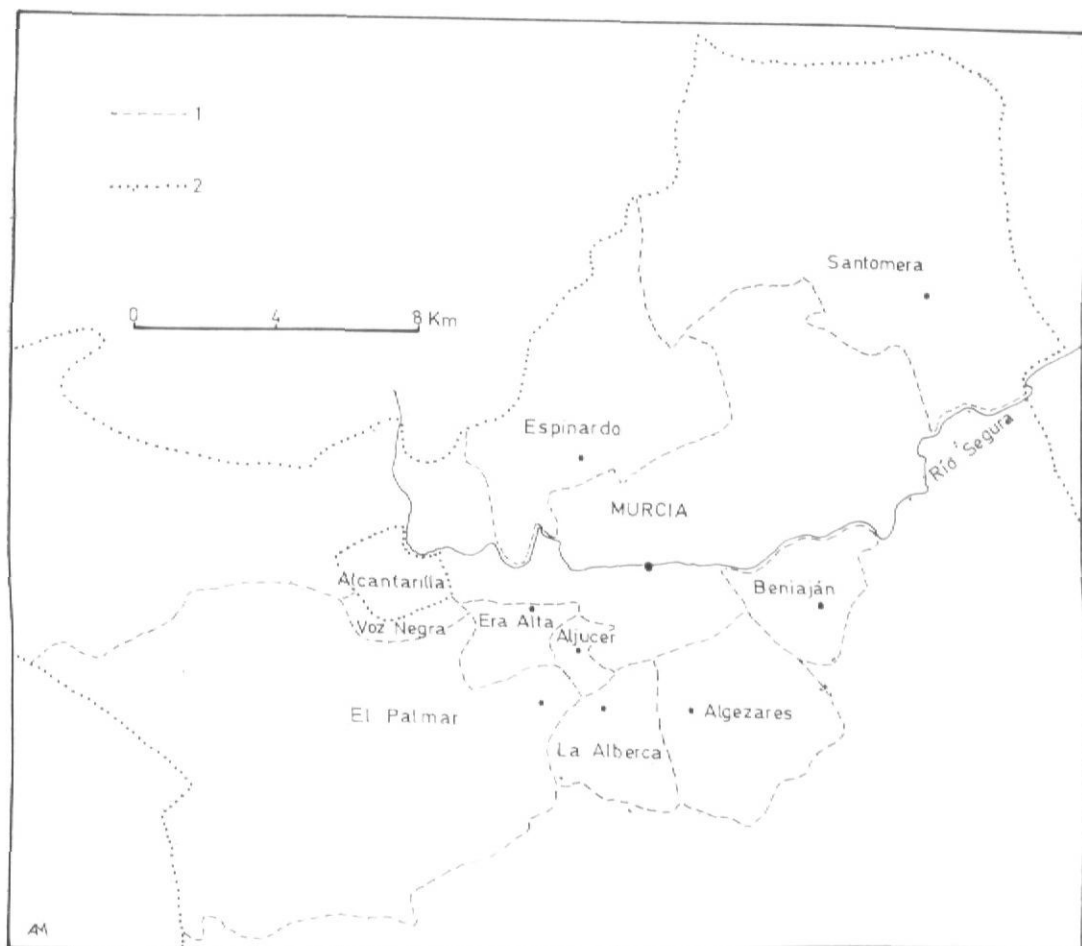 1
2
Santomera
0 4 8 Km
Espinardo
Río Segura
MURCIA
Alcantarilla
Beniaján
Voz Negra
Era Alta
Aljucer
El Palmar
Algezares
La Alberca
AM